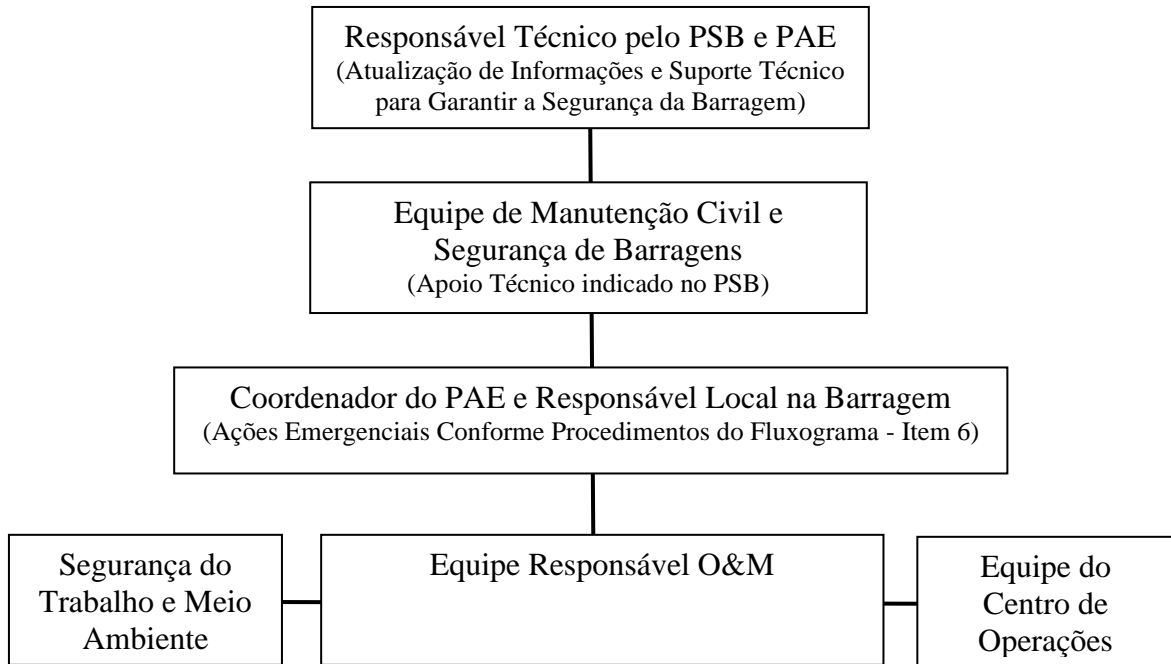 Responsável Técnico pelo PSB e PAE
(Atualização de Informações e Suporte Técnico
para Garantir a Segurança da Barragem)
Equipe de Manutenção Civil e
Segurança de Barragens
(Apoio Técnico indicado no PSB)
Coordenador do PAE e Responsável Local na Barragem
(Ações Emergenciais Conforme Procedimentos do Fluxograma - Item 6)
Segurança do
Trabalho e Meio
Ambiente
Equipe Responsável O&M
Equipe do
Centro de
Operações